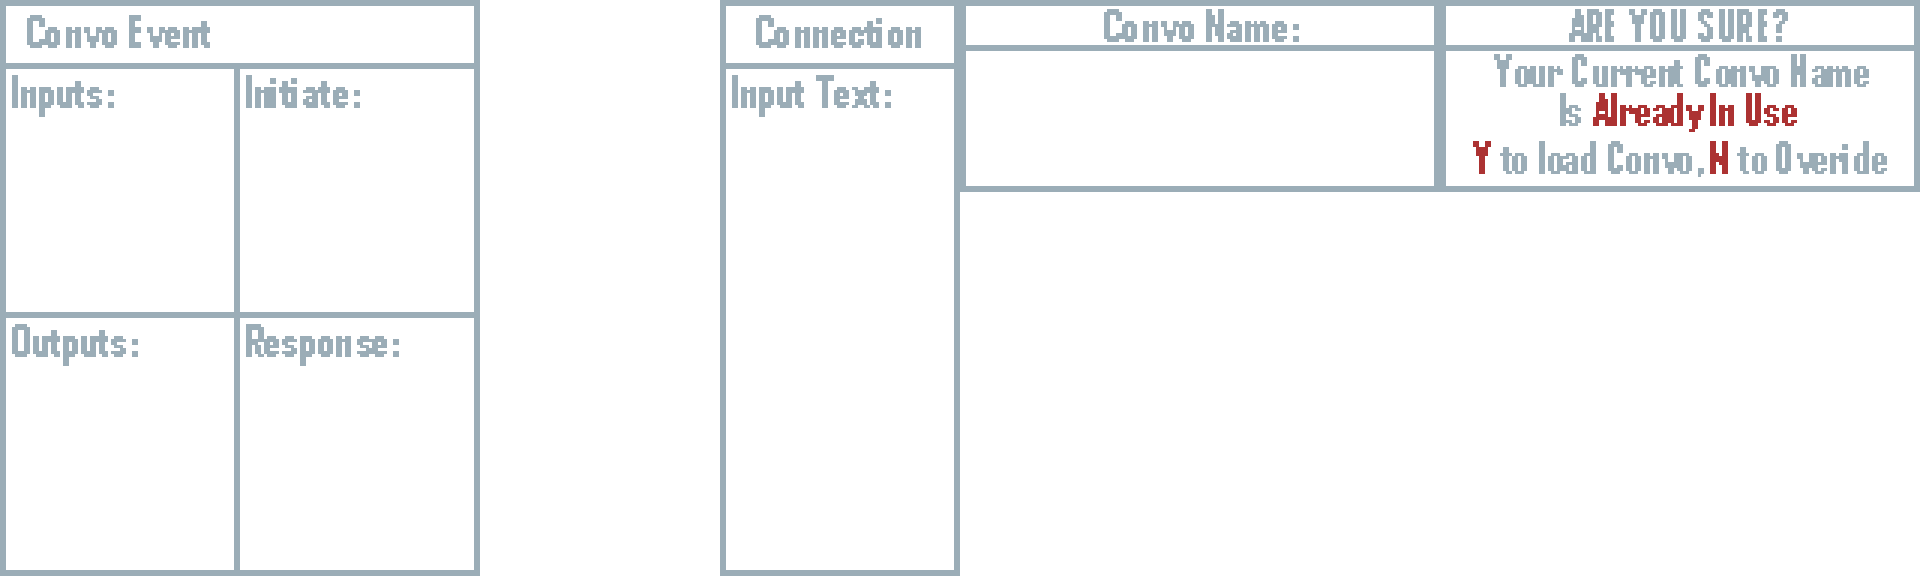 Convo Event
Inputs:
Initiate:
Outputs:
Response:
Connection
Input Text:
Convo Name:
ARE YOU SURE?
Your Current Convo Name
Is Already In Use
Y to load Convo, N to Overide